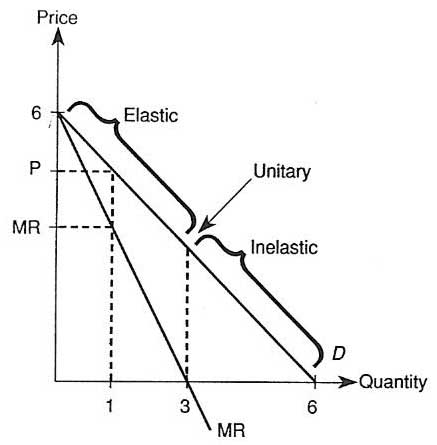 Price
6
Elastic
P
Unitary
MR
Inelastic
D
Quantity
1 3 6
MR